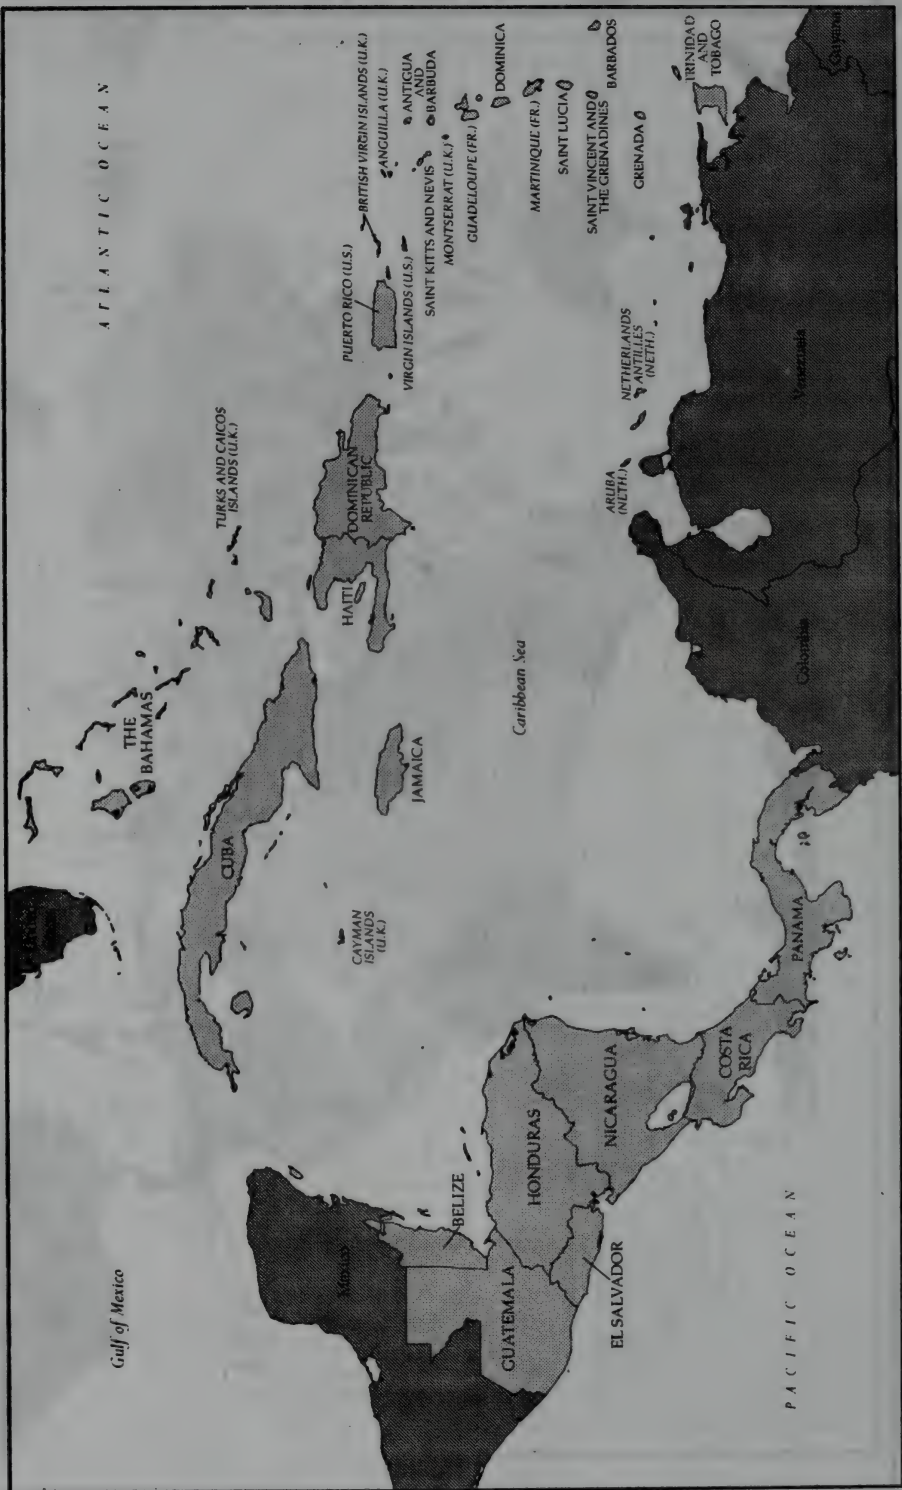 ATLANTIC OCEAN
Gulf of Mexico
THE
BAHAMAS
TURKS AND CAICOS
ISLANDS (U.K.)
CUBA
CAYMAN
ISLANDS
(U.K.)
JAMAICA
HAITI
DOMINICAN
REPUBLIC
PUERTO RICO (U.S.)
VIRGIN ISLANDS (U.S.)
BRITISH VIRGIN ISLANDS (U.K.)
ANGUILLA (U.K.)
SAINT KITTS AND NEVIS
ANTIGUA
AND
BARBUDA
MONTSERRAT (U.K.)
GUADELOUPE (FR.)
DOMINICA
MARTINIQUE (FR.)
SAINT LUCIA
SAINT VINCENT AND
THE GRENADINES
BARBADOS
GRENADA
TRINIDAD
AND
TOBAGO
NETHERLANDS
ANTILLES
(NETH.)
ARUBA
(NETH.)
Caribbean Sea
Mexico
BELIZE
GUATEMALA
HONDURAS
EL SALVADOR
NICARAGUA
COSTA
RICA
PANAMA
Colombia
Venezuela
Guyana
PACIFIC OCEAN